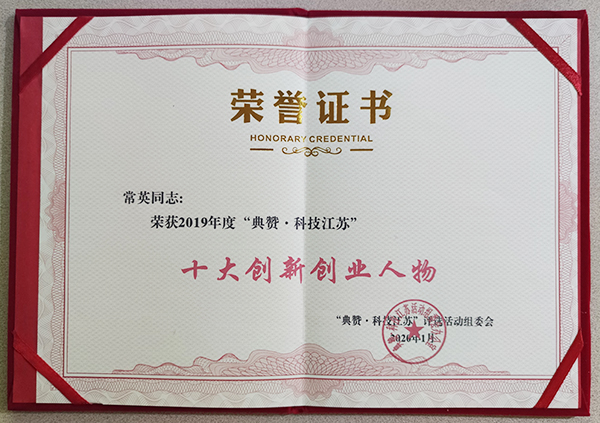 荣誉证书
HONORARY CREDENTIAL
常英同志:
荣获2019年度“典赞·科技江苏”
十大创新创业人物
“典赞·科技江苏”评选活动组委会
2020年1月